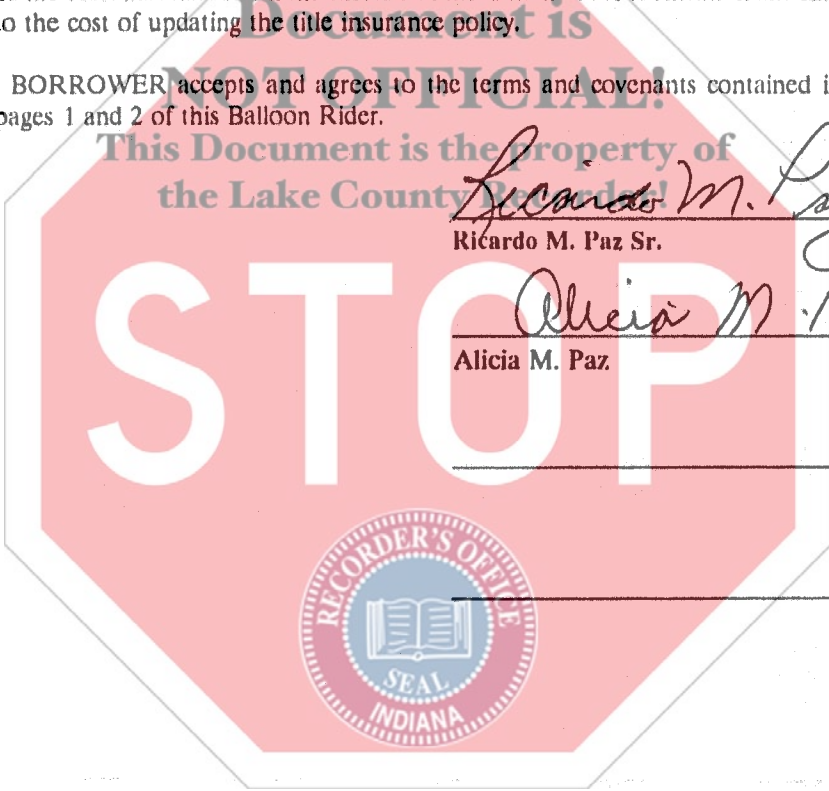 o the cost of updating the title insurance policy.
Document is
NOT OFFICIAL!
BORROWER accepts and agrees to the terms and covenants contained i
pages 1 and 2 of this Balloon Rider.
This Document is the property of
the Lake County Recorder!
Ricardo M.
Ricardo M. Paz Sr.
Alicia M.
Alicia M. Paz
STOP
RECORDER'S OFFICE
SEAL
INDIANA